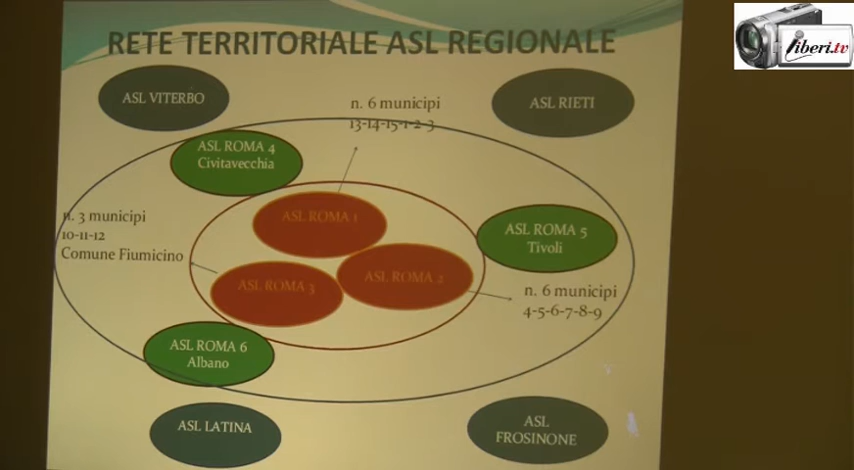 RETE TERRITORIALE ASL REGIONALE
iiberi.tv
ASL VITERBO
n. 6 municipi
13-14-15-1-2-3
ASL RIETI
ASL ROMA 4
Civitavecchia
n. 3 municipi
10-11-12
Comune Fiumicino
ASL ROMA 1
ASL ROMA 5
Tivoli
ASL ROMA 3
ASL ROMA 2
n. 6 municipi
4-5-6-7-8-9
ASL ROMA 6
Albano
ASL LATINA
ASL
FROSINONE